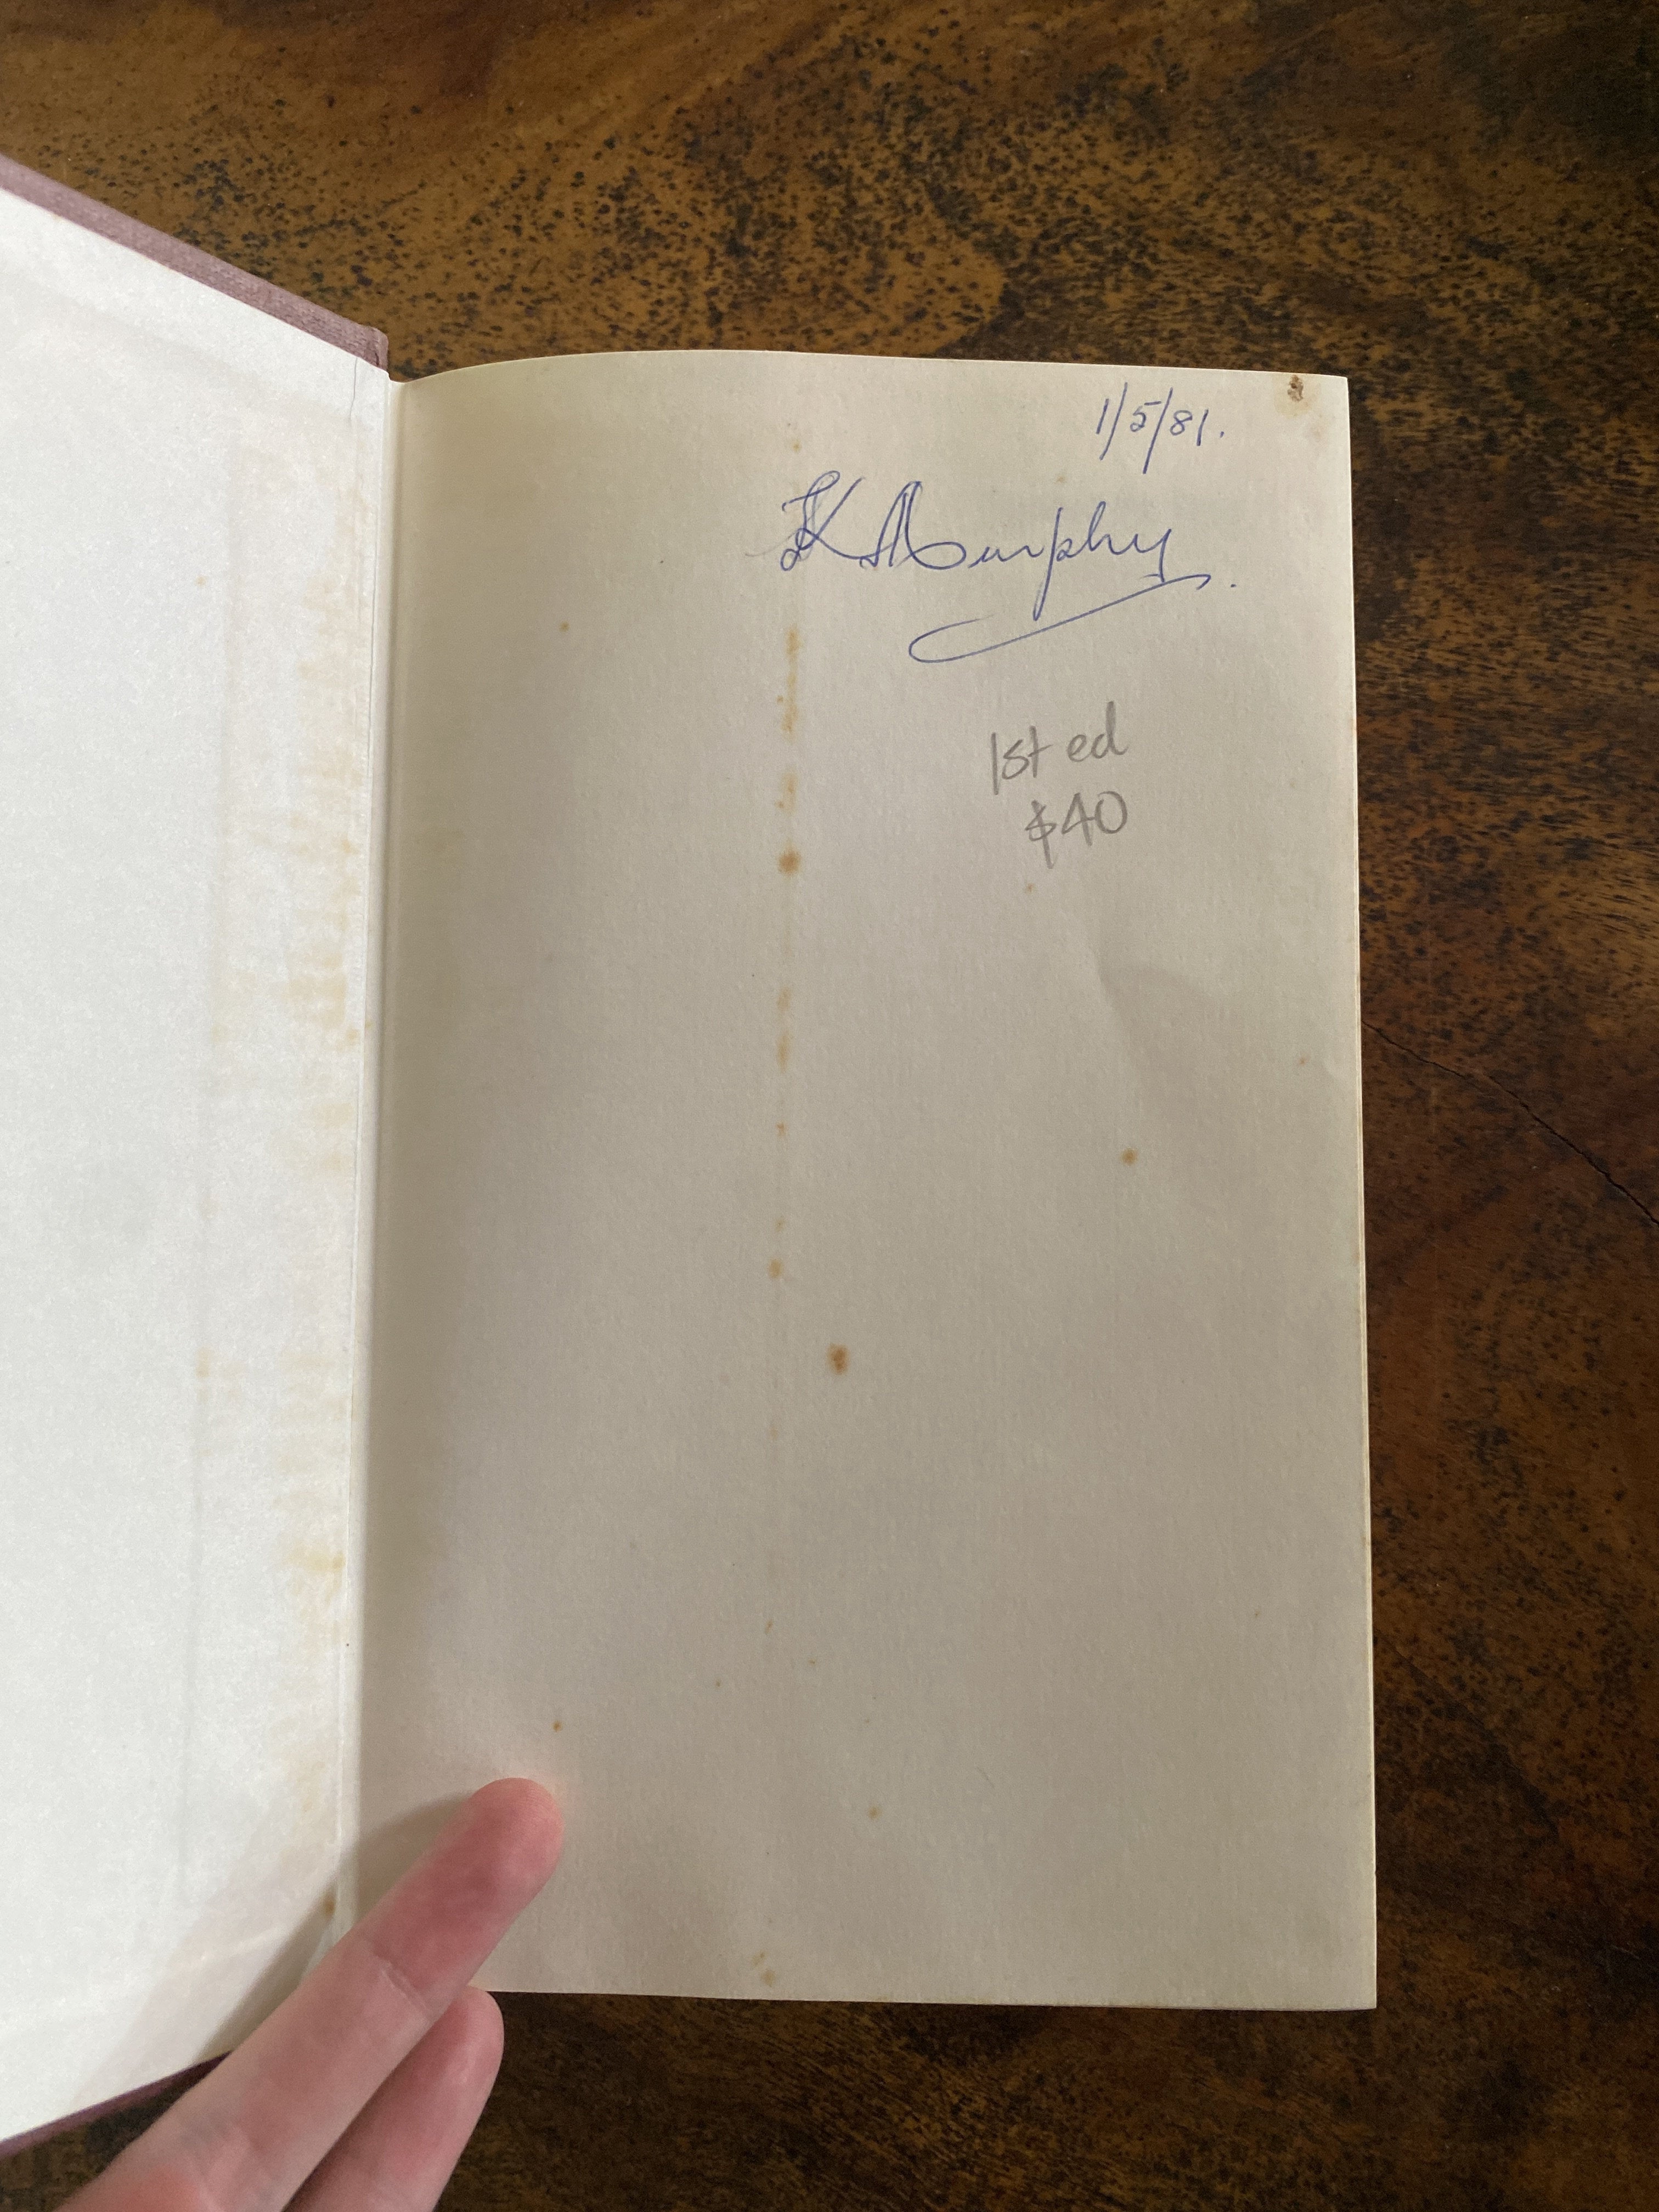 1/5/81.
K Murphy.
1st ed
$40